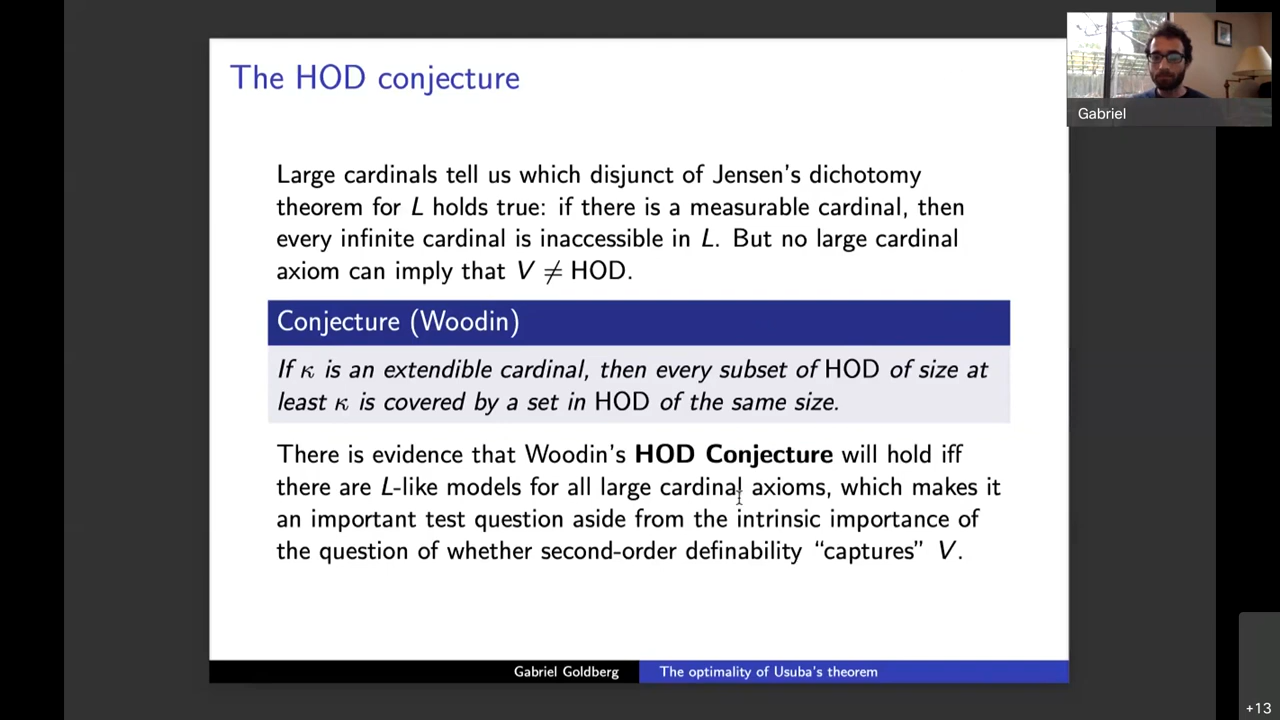 The HOD conjecture
Gabriel
Large cardinals tell us which disjunct of Jensen's dichotomy
theorem for L holds true: if there is a measurable cardinal, then
every infinite cardinal is inaccessible in L. But no large cardinal
axiom can imply that V ≠ HOD.
Conjecture (Woodin)
If κ is an extendible cardinal, then every subset of HOD of size at
least κ is covered by a set in HOD of the same size.
There is evidence that Woodin's HOD Conjecture will hold iff
there are L-like models for all large cardinal axioms, which makes it
an important test question aside from the intrinsic importance of
the question of whether second-order definability “captures” V.
Gabriel Goldberg
The optimality of Usuba's theorem
+13